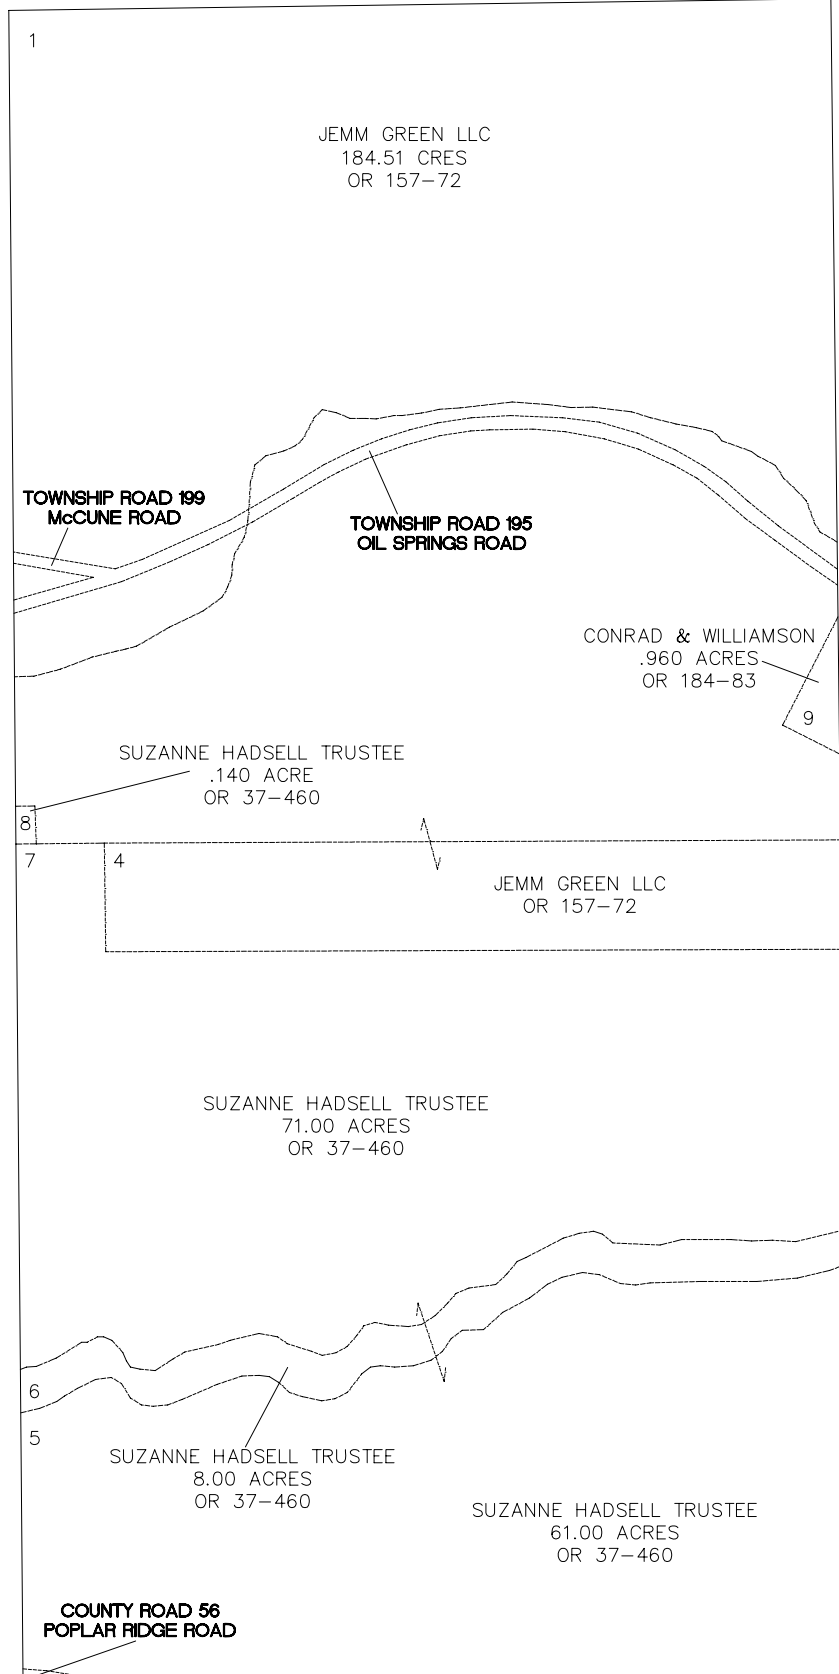 1
JEMM GREEN LLC
184.51 CRES
OR 157-72
TOWNSHIP ROAD 199
McCUNE ROAD
TOWNSHIP ROAD 195
OIL SPRINGS ROAD
CONRAD & WILLIAMSON
.960 ACRES
OR 184-83
9
SUZANNE HADSELL TRUSTEE
.140 ACRE
OR 37-460
8
7
4
JEMM GREEN LLC
OR 157-72
SUZANNE HADSELL TRUSTEE
71.00 ACRES
OR 37-460
6
5
SUZANNE HADSELL TRUSTEE
8.00 ACRES
OR 37-460
SUZANNE HADSELL TRUSTEE
61.00 ACRES
OR 37-460
COUNTY ROAD 56
POPLAR RIDGE ROAD